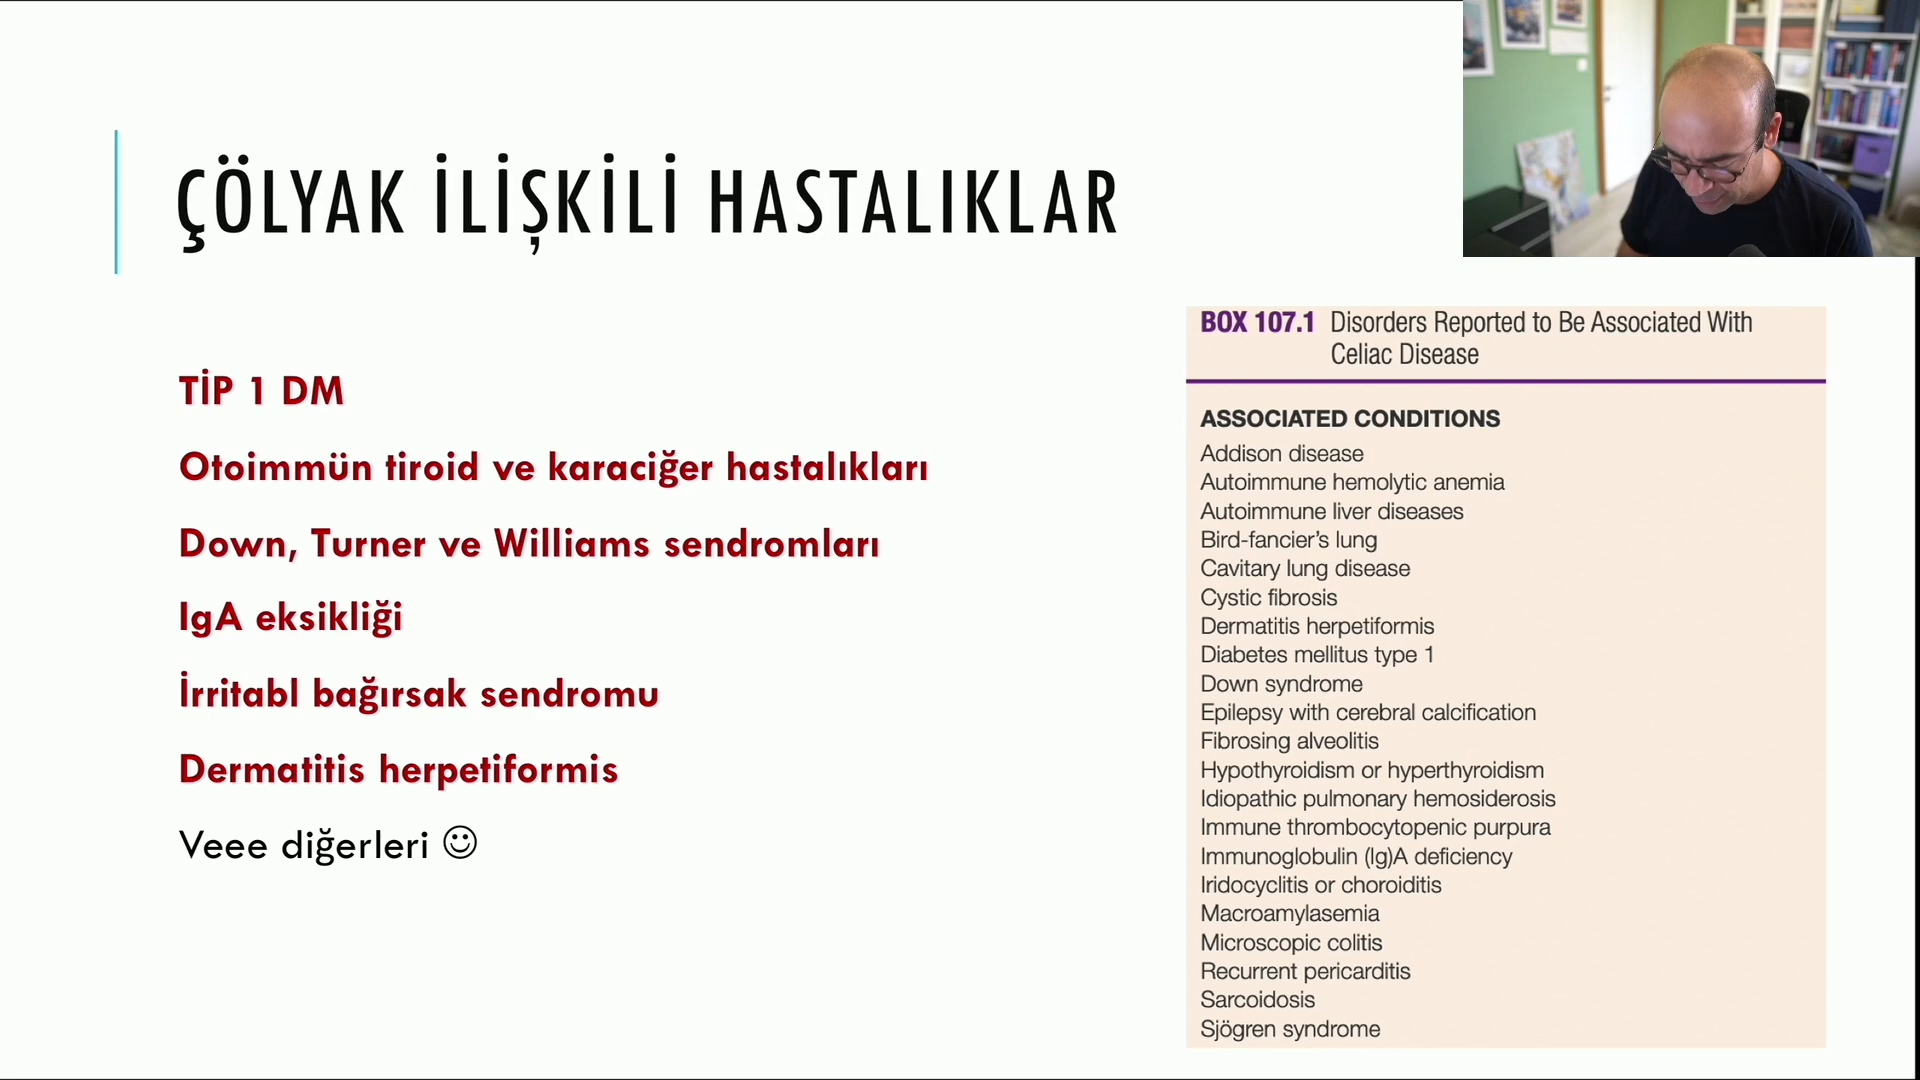 ÇÖLYAK İLİŞKİLİ HASTALIKLAR
TİP 1 DM
Otoimmün tiroid ve karaciğer hastalıkları
Down, Turner ve Williams sendromları
IgA eksikliği
İrritabl bağırsak sendromu
Dermatitis herpetiformis
Veee diğerleri ☺
BOX 107.1 Disorders Reported to Be Associated With
Celiac Disease
ASSOCIATED CONDITIONS
Addison disease
Autoimmune hemolytic anemia
Autoimmune liver diseases
Bird-fancier’s lung
Cavitary lung disease
Cystic fibrosis
Dermatitis herpetiformis
Diabetes mellitus type 1
Down syndrome
Epilepsy with cerebral calcification
Fibrosing alveolitis
Hypothyroidism or hyperthyroidism
Idiopathic pulmonary hemosiderosis
Immune thrombocytopenic purpura
Immunoglobulin (Ig)A deficiency
Iridocyclitis or choroiditis
Macroamylasemia
Microscopic colitis
Recurrent pericarditis
Sarcoidosis
Sjögren syndrome